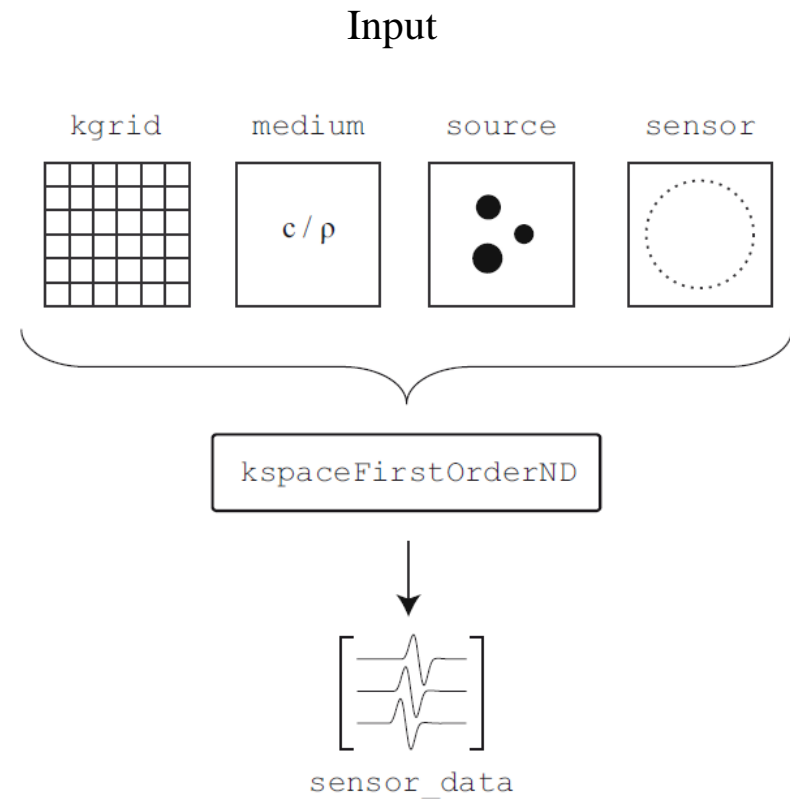 Input
kgrid medium source sensor
c / ρ
kspaceFirstOrderND
sensor_data